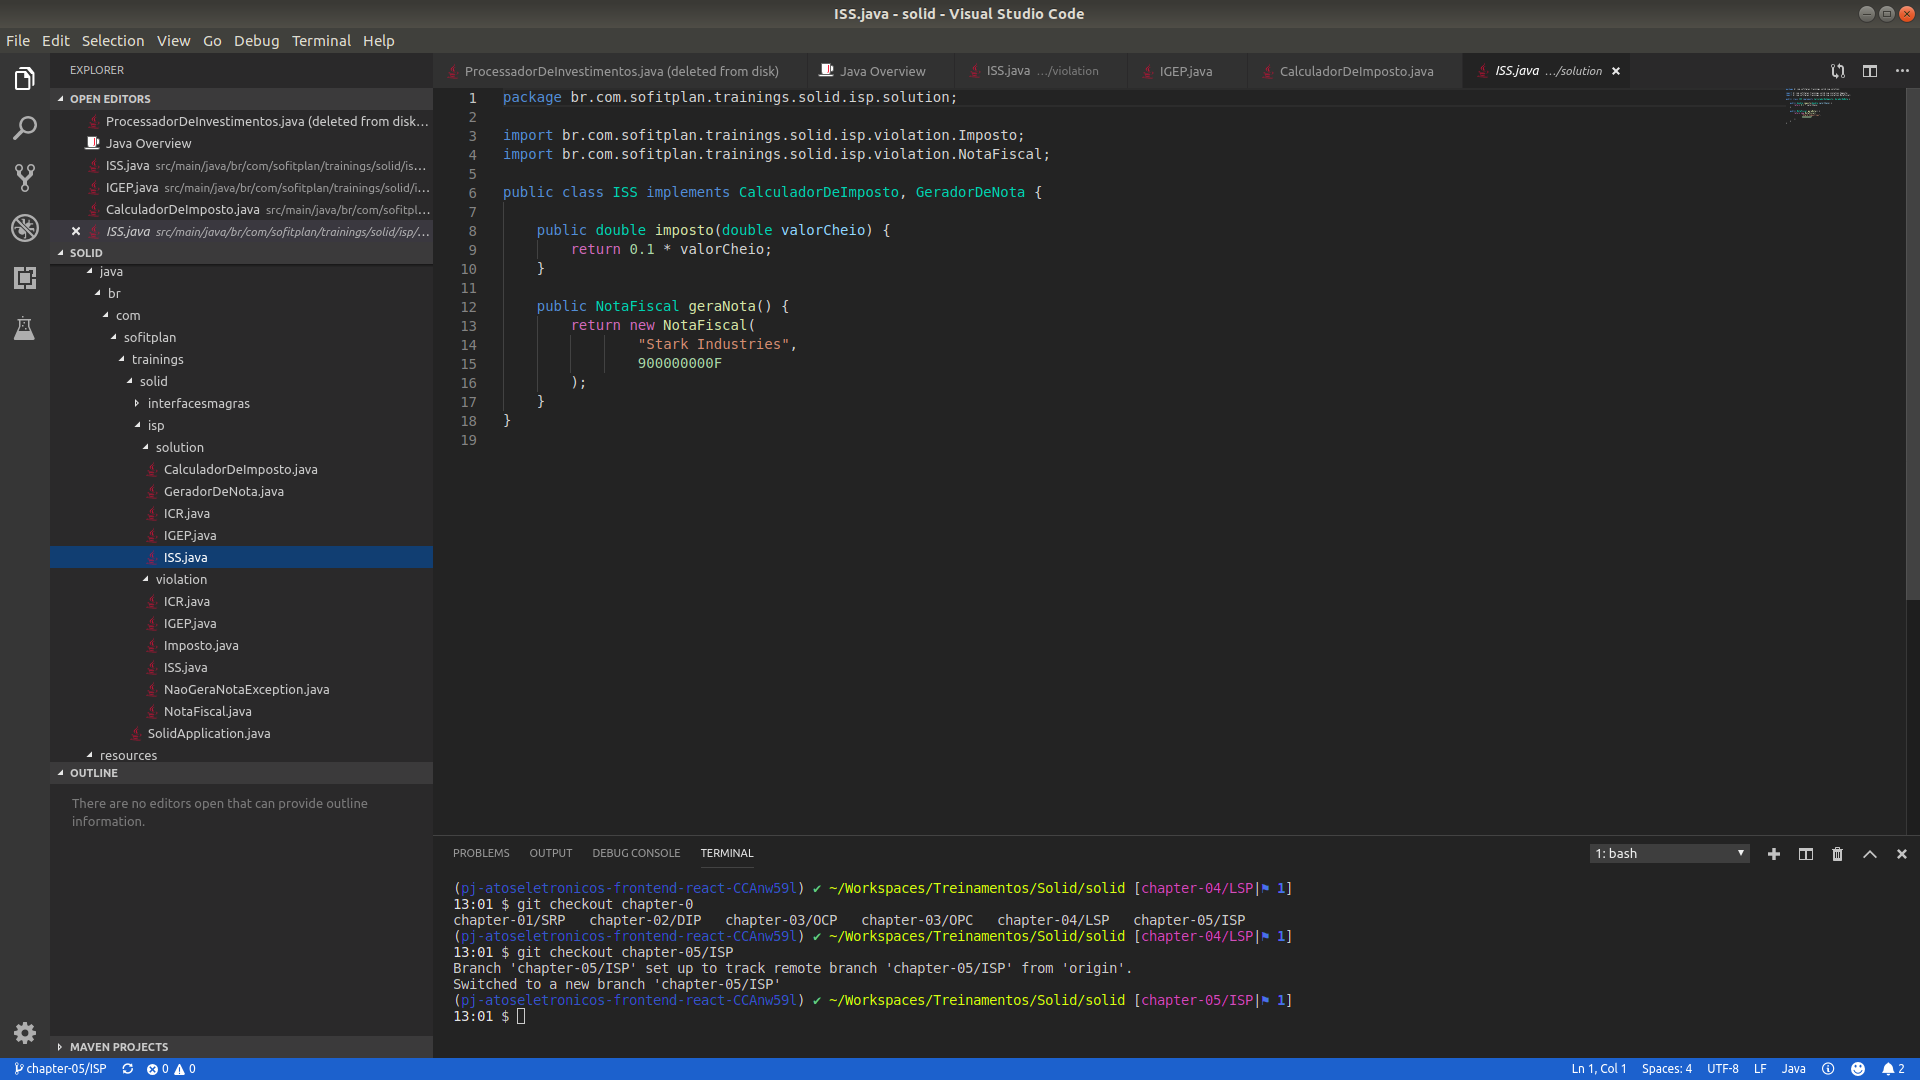 ISS.java - solid - Visual Studio Code
File Edit Selection View Go Debug Terminal Help
EXPLORER
OPEN EDITORS
ProcessadorDeInvestimentos.java (deleted from disk...
Java Overview
ISS.java src/main/java/br/com/sofitplan/trainings/solid/is...
IGEP.java src/main/java/br/com/sofitplan/trainings/solid/i...
CalculadorDeImposto.java src/main/java/br/com/sofitpl...
ISS.java src/main/java/br/com/sofitplan/trainings/solid/isp/...
SOLID
java
br
com
sofitplan
trainings
solid
interfacesmagras
isp
solution
CalculadorDeImposto.java
GeradorDeNota.java
ICR.java
IGEP.java
ISS.java
violation
ICR.java
IGEP.java
Imposto.java
ISS.java
NaoGeraNotaException.java
NotaFiscal.java
SolidApplication.java
resources
OUTLINE
There are no editors open that can provide outline
information.
MAVEN PROJECTS
ProcessadorDeInvestimentos.java (deleted from disk) Java Overview ISS.java .../violation IGEP.java CalculadorDeImposto.java ISS.java .../solution
1 package br.com.sofitplan.trainings.solid.isp.solution;
2
3 import br.com.sofitplan.trainings.solid.isp.violation.Imposto;
4 import br.com.sofitplan.trainings.solid.isp.violation.NotaFiscal;
5
6 public class ISS implements CalculadorDeImposto, GeradorDeNota {
7
8 public double imposto(double valorCheio) {
9 return 0.1 * valorCheio;
10 }
11
12 public NotaFiscal geraNota() {
13 return new NotaFiscal(
14 "Stark Industries",
15 900000000F
16 );
17 }
18 }
19
PROBLEMS OUTPUT DEBUG CONSOLE TERMINAL 1: bash
(pj-atoseletronicos-frontend-react-CCAnw59l) ✔ ~/Workspaces/Treinamentos/Solid/solid [chapter-04/LSP|⚑ 1]
13:01 $ git checkout chapter-0
chapter-01/SRP chapter-02/DIP chapter-03/OCP chapter-03/OPC chapter-04/LSP chapter-05/ISP
(pj-atoseletronicos-frontend-react-CCAnw59l) ✔ ~/Workspaces/Treinamentos/Solid/solid [chapter-04/LSP|⚑ 1]
13:01 $ git checkout chapter-05/ISP
Branch 'chapter-05/ISP' set up to track remote branch 'chapter-05/ISP' from 'origin'.
Switched to a new branch 'chapter-05/ISP'
(pj-atoseletronicos-frontend-react-CCAnw59l) ✔ ~/Workspaces/Treinamentos/Solid/solid [chapter-05/ISP|⚑ 1]
13:01 $
chapter-05/ISP 0 0 Ln 1, Col 1 Spaces: 4 UTF-8 LF Java 2